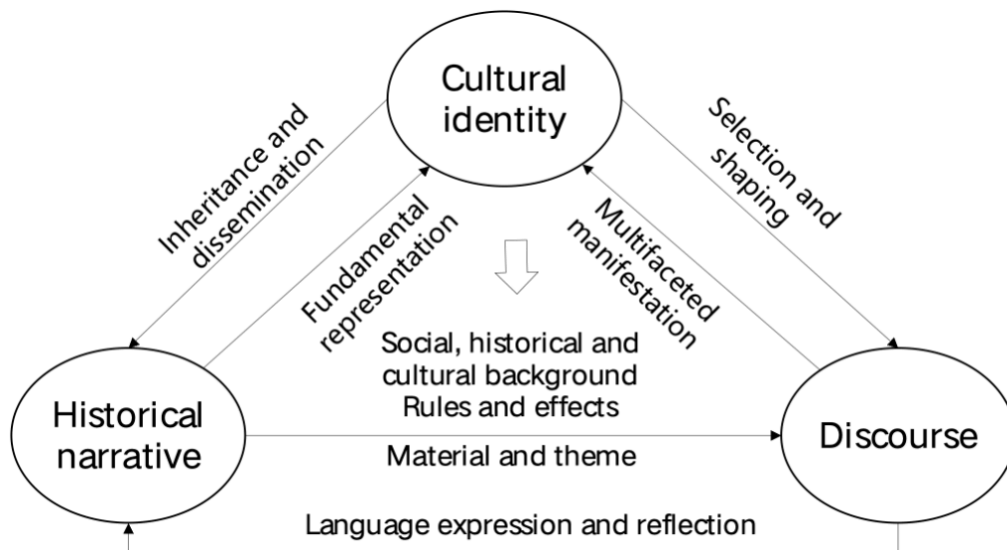 Cultural
identity
Inheritance and
dissemination
Fundamental
representation
Multifaceted
manifestation
Selection and
shaping
Social, historical and
cultural background
Rules and effects
Historical
narrative
Material and theme
Discourse
Language expression and reflection